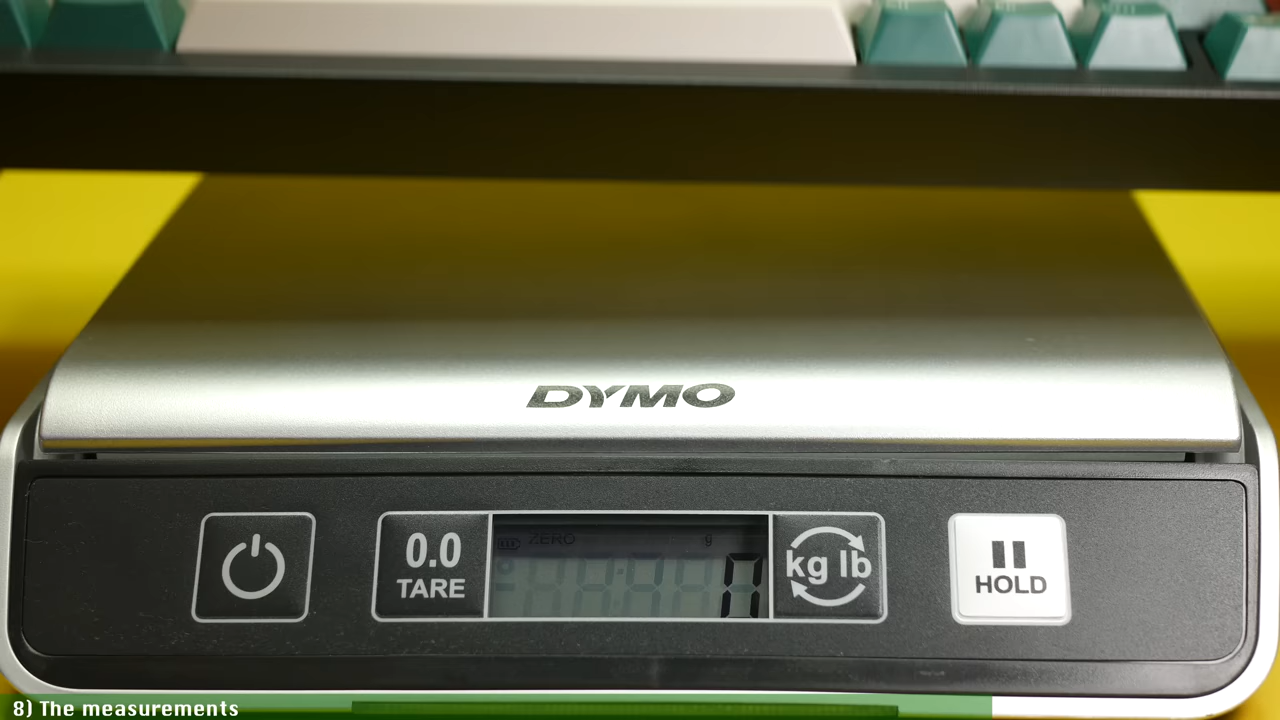 DYMO
ZERO g
0.0
TARE
0
kg lb
HOLD
8) The measurements